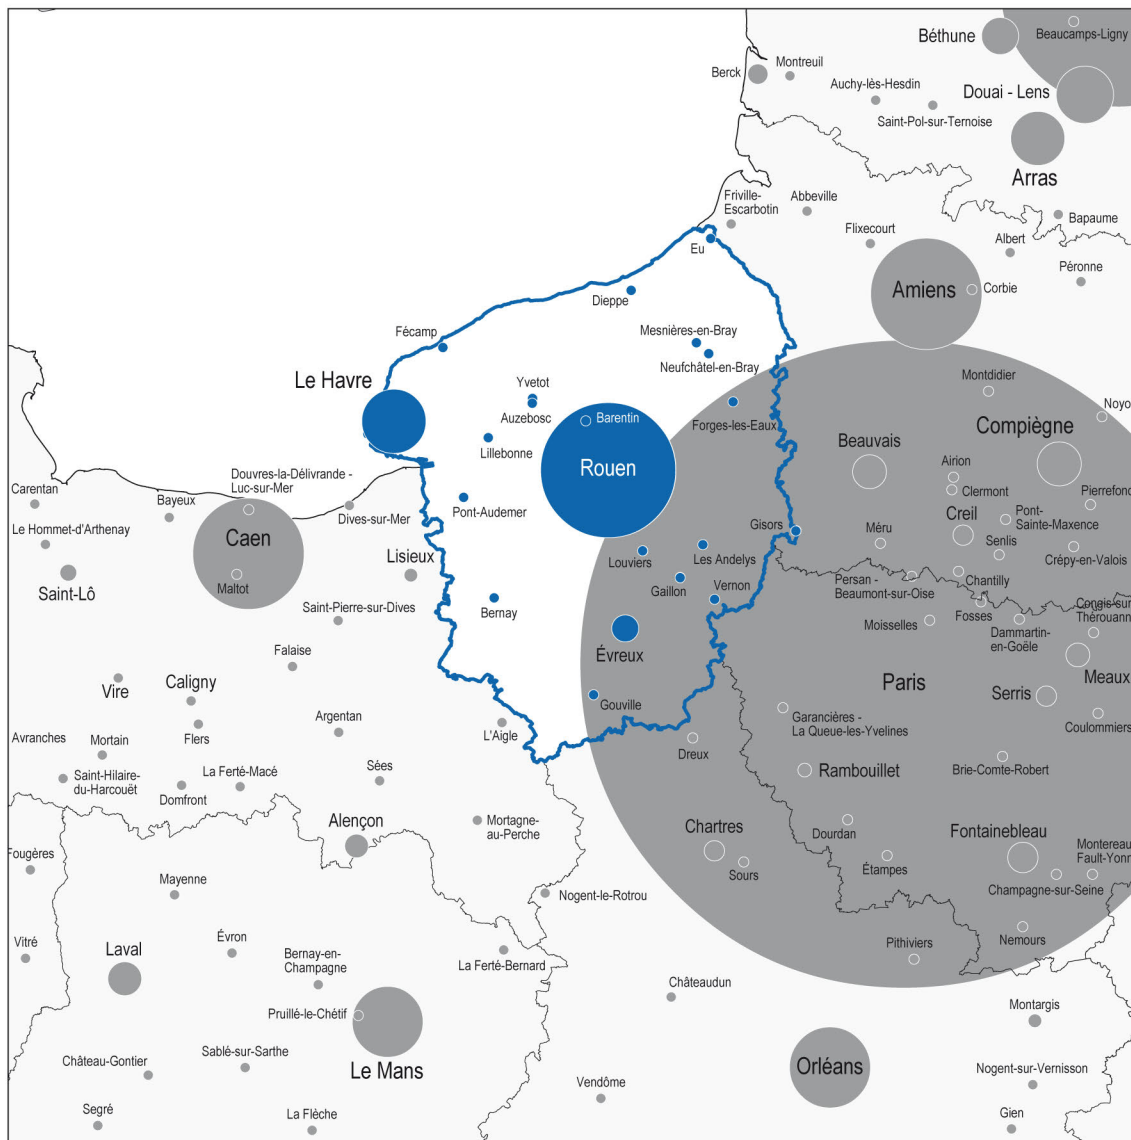 Béthune
Beaucamps-Ligny
Berck
Montreuil
Auchy-lès-Hesdin
Douai - Lens
Saint-Pol-sur-Ternoise
Arras
Friville-
Escarbotin
Abbeville
Bapaume
Flixecourt
Albert
Eu
Péronne
Amiens
Corbie
Dieppe
Fécamp
Mesnières-en-Bray
Neufchâtel-en-Bray
Le Havre
Yvetot
Auzebosc
Montdidier
Noyo
Barentin
Forges-les-Eaux
Beauvais
Compiègne
Lillebonne
Rouen
Airion
Clermont
Douvres-la-Délivrande -
Luc-sur-Mer
Carentan
Bayeux
Pierrefond
Le Hommet-d'Arthenay
Dives-sur-Mer
Pont-Audemer
Gisors
Creil
Pont-
Sainte-Maxence
Caen
Méru
Senlis
Lisieux
Louviers
Les Andelys
Crépy-en-Valois
Saint-Lô
Maltot
Gaillon
Vernon
Persan -
Beaumont-sur-Oise
Chantilly
Saint-Pierre-sur-Dives
Bernay
Fosses
Congis-sur
Thérouann
Moisselles
Dammartin-
en-Goële
Falaise
Évreux
Vire
Caligny
Paris
Meaux
Serris
Gouville
Argentan
Garancières -
La Queue-les-Yvelines
Avranches
Mortain
Flers
L'Aigle
Dreux
Coulommiers
Saint-Hilaire-
du-Harcouët
La Ferté-Macé
Sées
Rambouillet
Brie-Comte-Robert
Domfront
Alençon
Mortagne-
au-Perche
Chartres
Dourdan
Fontainebleau
Montereau
Fault-Yonn
Fougères
Sours
Étampes
Mayenne
Nogent-le-Rotrou
Champagne-sur-Seine
Vitré
Laval
Évron
Bernay-en-
Champagne
La Ferté-Bernard
Pithiviers
Nemours
Châteaudun
Pruillé-le-Chétif
Montargis
Château-Gontier
Sablé-sur-Sarthe
Le Mans
Orléans
Vendôme
Nogent-sur-Vernisson
Segré
La Flèche
Gien